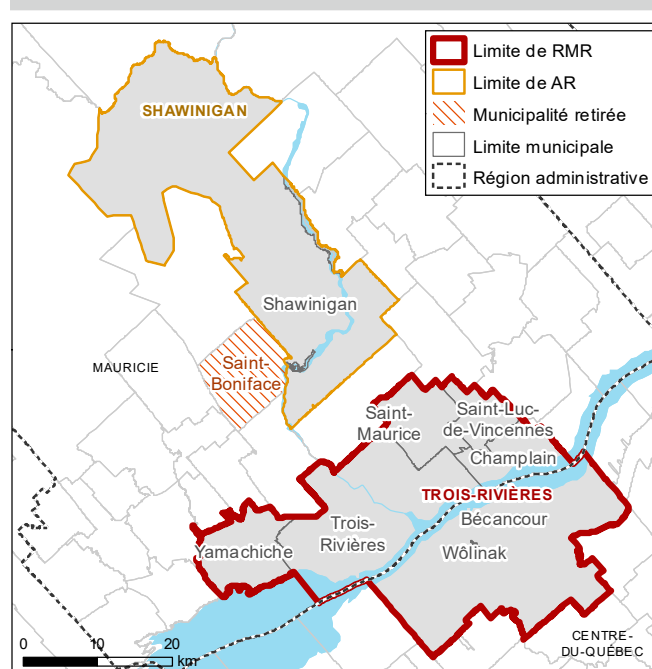 Limite de RMR
Limite de AR
Municipalité retirée
Limite municipale
Région administrative
SHAWINIGAN
Shawinigan
MAURICIE
Saint-
Boniface
Saint-
Maurice
Saint-Luc-
de-Vincennes
Champlain
TROIS-RIVIÈRES
Bécancour
Trois-
Rivières
Yamachiche
Wôlinak
CENTRE-
DU-QUÉBEC
0 10 20
km